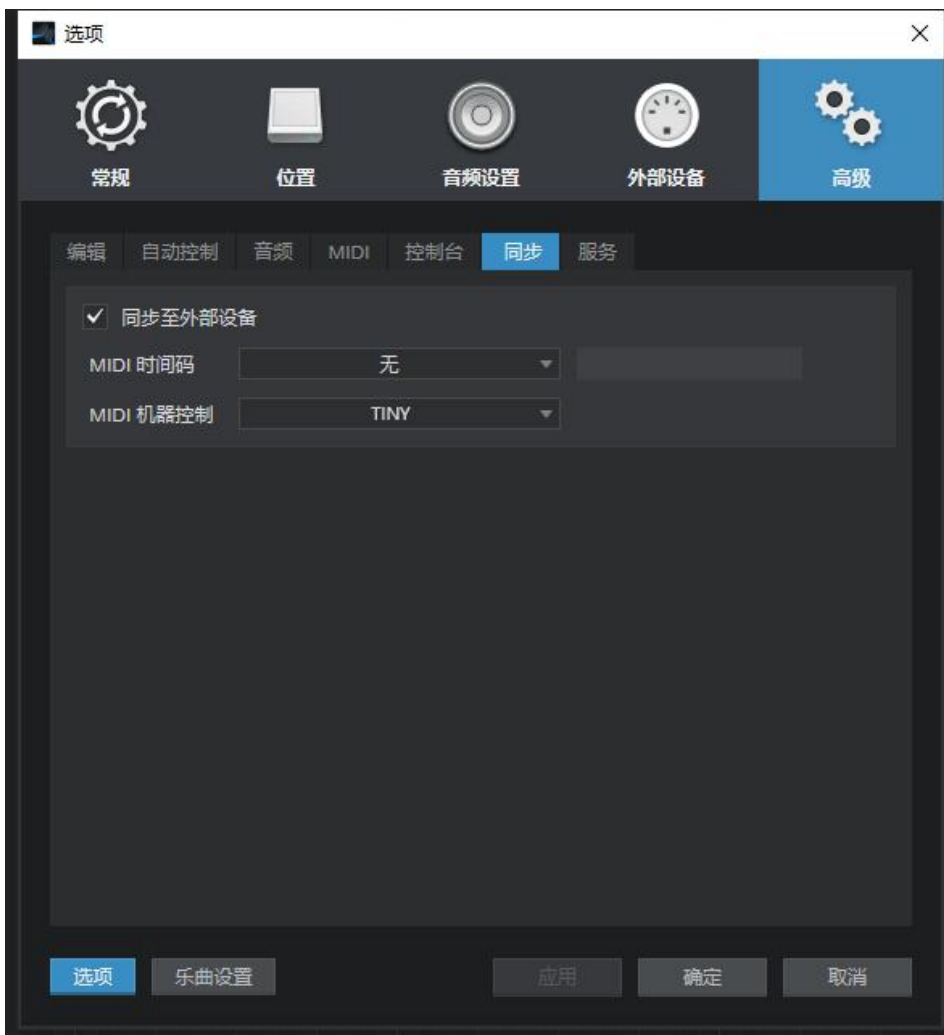 选项
常规 位置 音频设置 外部设备 高级
编辑 自动控制 音频 MIDI 控制台 同步 服务
同步至外部设备
MIDI 时间码 无
MIDI 机器控制 TINY
选项 乐曲设置 应用 确定 取消